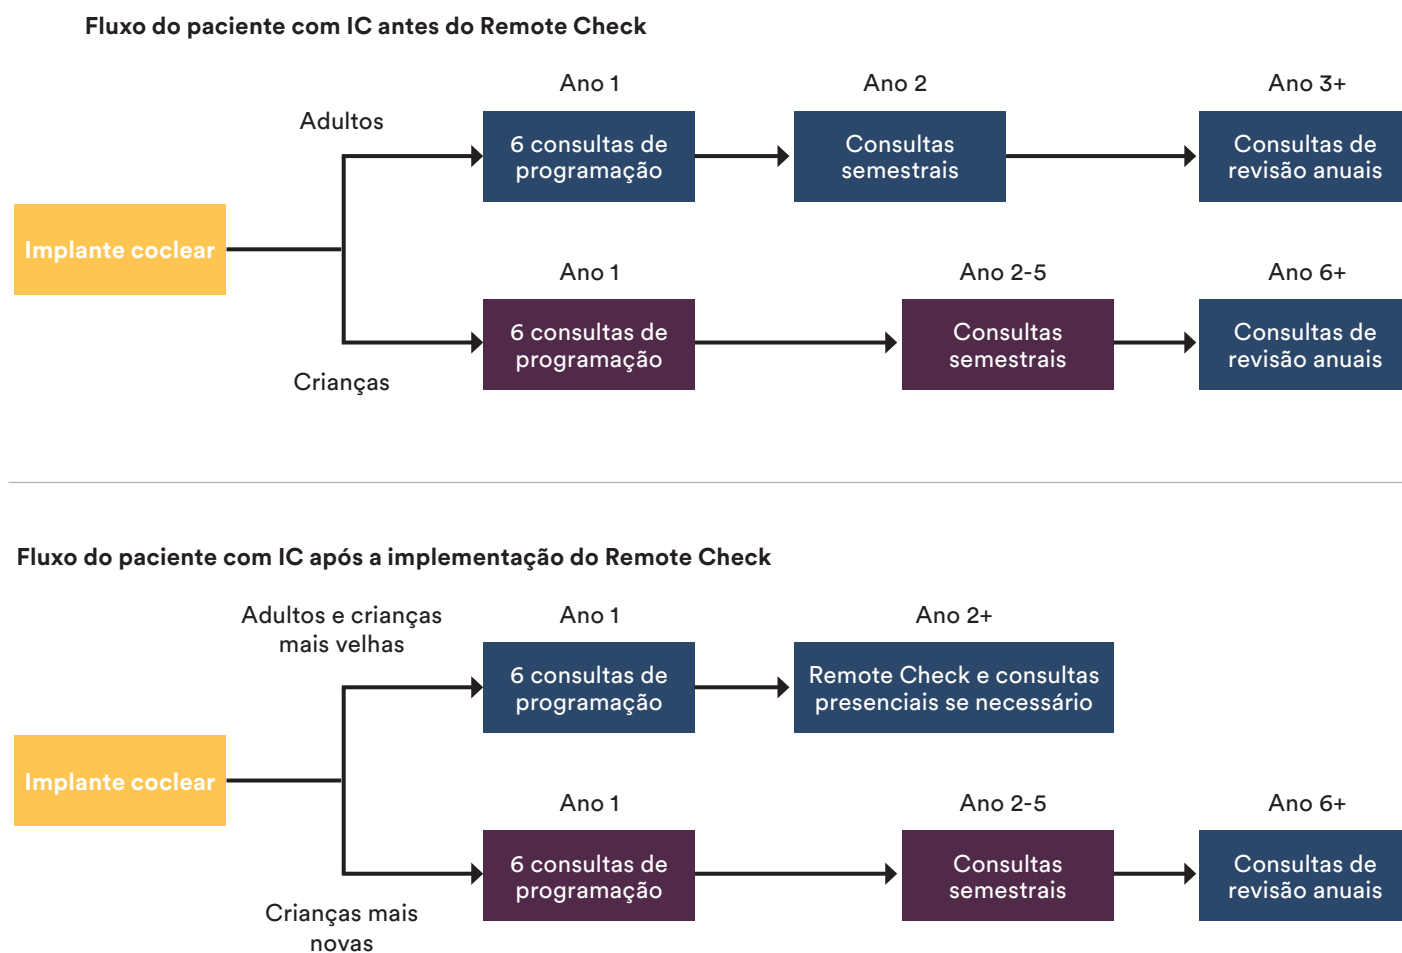 Fluxo do paciente com IC antes do Remote Check
Ano 1
Ano 2
Ano 3+
Adultos
6 consultas de
programação
Consultas
semestrais
Consultas de
revisão anuais
Implante coclear
Ano 1
Ano 2-5
Ano 6+
6 consultas de
programação
Consultas
semestrais
Consultas de
revisão anuais
Crianças
Fluxo do paciente com IC após a implementação do Remote Check
Adultos e crianças
mais velhas
Ano 1
Ano 2+
6 consultas de
programação
Remote Check e consultas
presenciais se necessário
Implante coclear
Ano 1
Ano 2-5
Ano 6+
6 consultas de
programação
Consultas
semestrais
Consultas de
revisão anuais
Crianças mais
novas